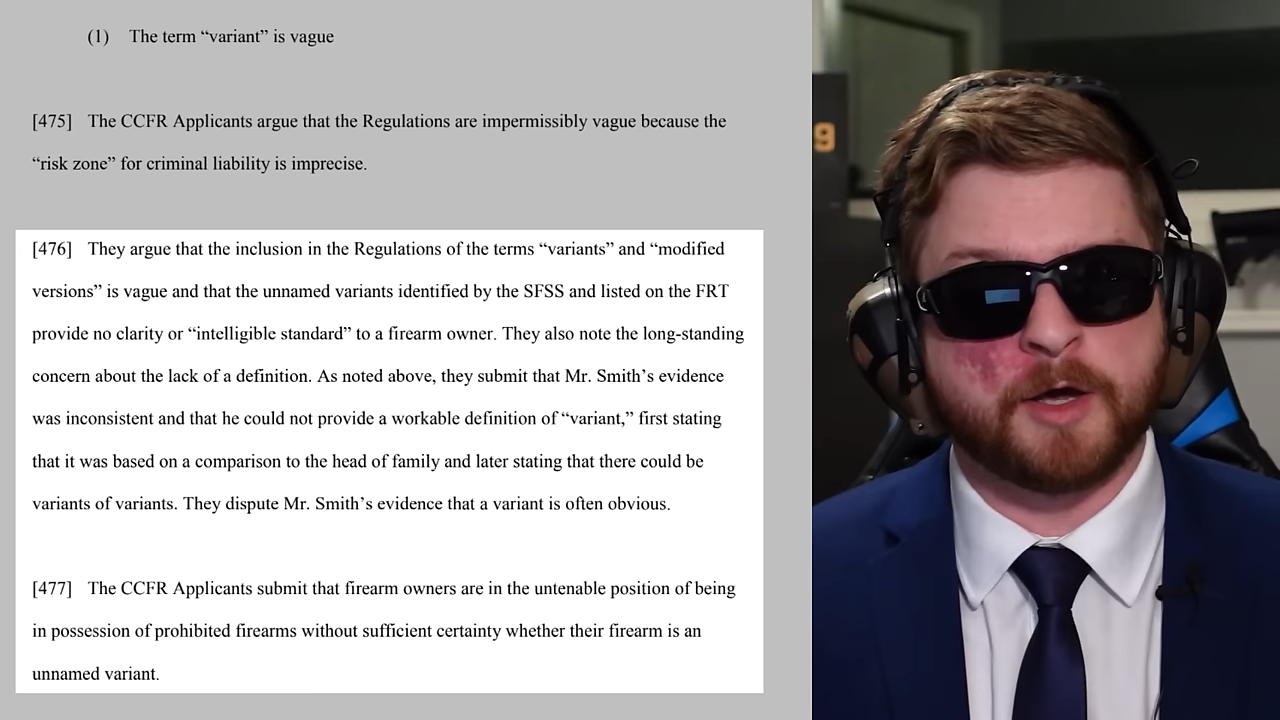 (1) The term “variant” is vague
[475] The CCFR Applicants argue that the Regulations are impermissibly vague because the
“risk zone” for criminal liability is imprecise.
[476] They argue that the inclusion in the Regulations of the terms “variants” and “modified
versions” is vague and that the unnamed variants identified by the SFSS and listed on the FRT
provide no clarity or “intelligible standard” to a firearm owner. They also note the long-standing
concern about the lack of a definition. As noted above, they submit that Mr. Smith’s evidence
was inconsistent and that he could not provide a workable definition of “variant,” first stating
that it was based on a comparison to the head of family and later stating that there could be
variants of variants. They dispute Mr. Smith’s evidence that a variant is often obvious.
[477] The CCFR Applicants submit that firearm owners are in the untenable position of being
in possession of prohibited firearms without sufficient certainty whether their firearm is an
unnamed variant.
9